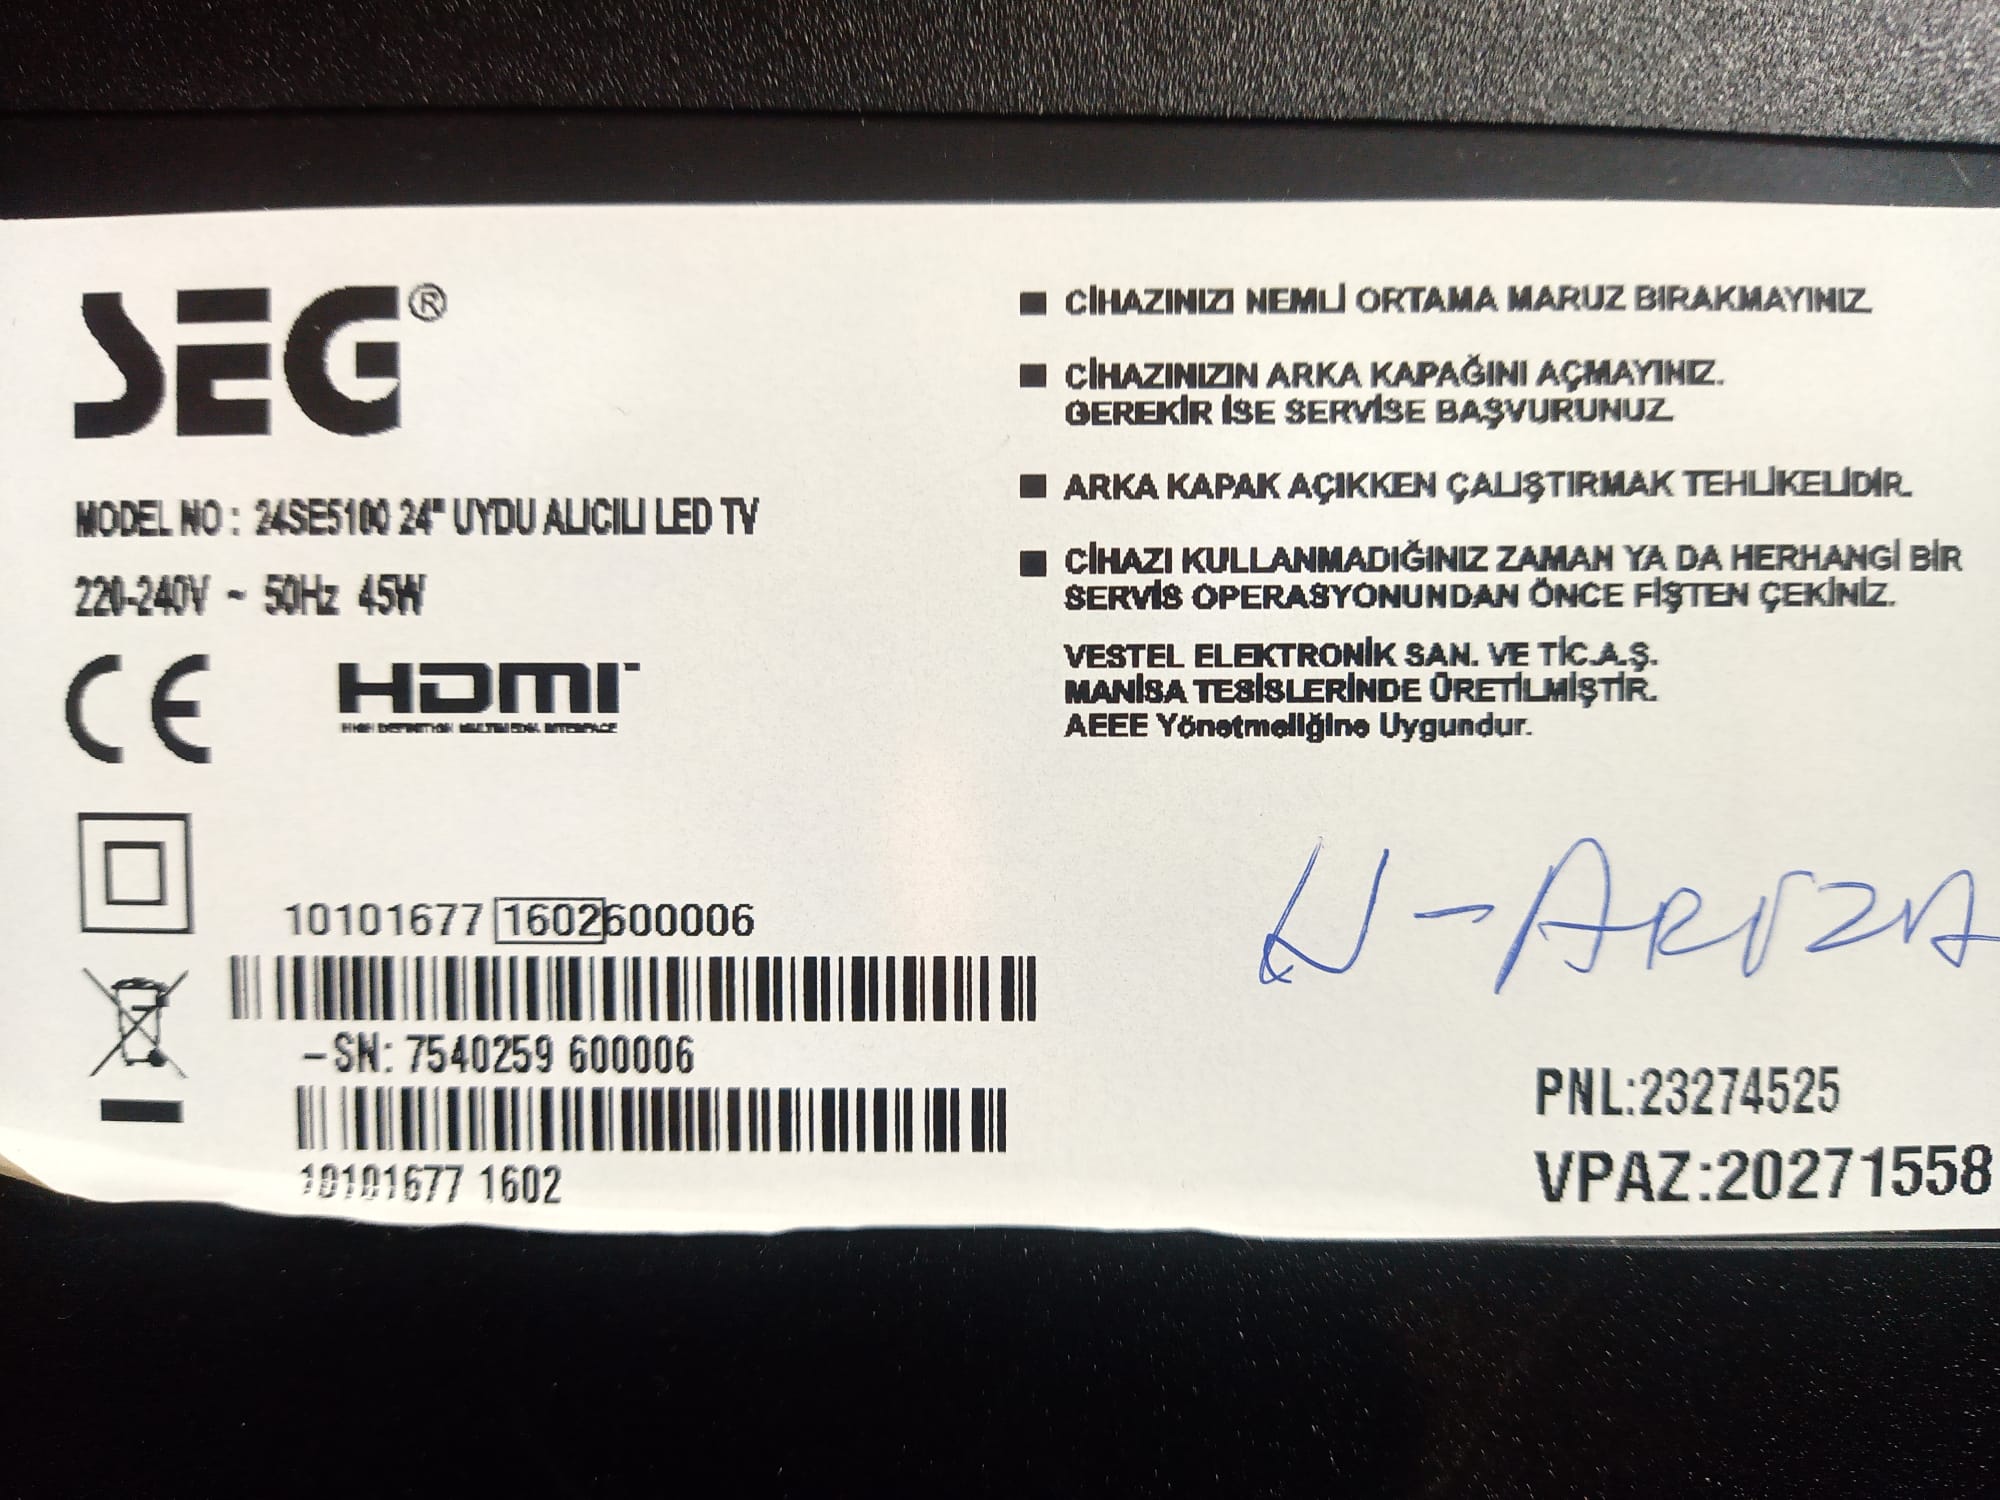 SEG®
MODEL NO : 24SE5100 24" UYDU ALICILI LED TV
220-240V ~ 50Hz 45W
CE
HDMI
HIGH DEFINITION MULTIMEDIA INTERFACE
10101677 1602600006
-SN: 7540259 600006
10101677 1602
■ CİHAZINIZI NEMLİ ORTAMA MARUZ BIRAKMAYINIZ.
■ CİHAZINIZIN ARKA KAPAĞINI AÇMAYINIZ.
GEREKİR İSE SERVİSE BAŞVURUNUZ.
■ ARKA KAPAK AÇIKKEN ÇALIŞTIRMAK TEHLİKELİDİR.
■ CİHAZI KULLANMADIĞINIZ ZAMAN YA DA HERHANGİ BİR
SERVİS OPERASYONUNDAN ÖNCE FİŞTEN ÇEKİNİZ.
VESTEL ELEKTRONİK SAN. VE TİC.A.Ş.
MANİSA TESİSLERİNDE ÜRETİLMİŞTİR.
AEEE Yönetmeliğine Uygundur.
PNL:23274525
VPAZ:20271558